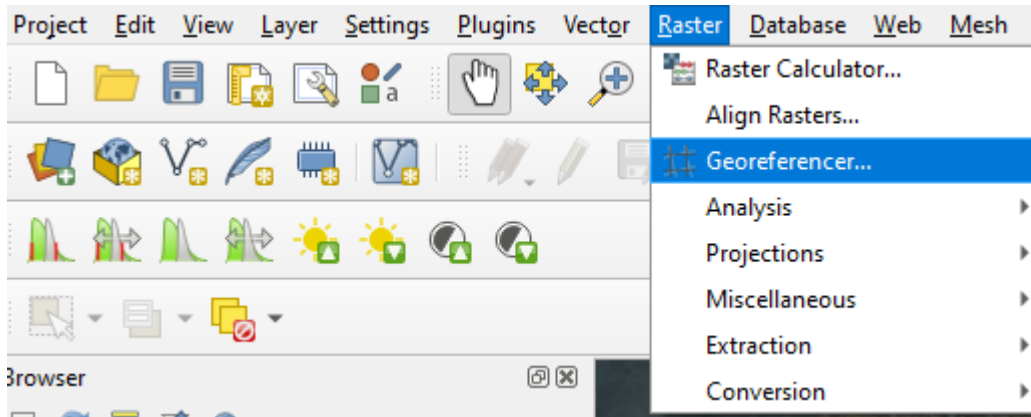 Project Edit View Layer Settings Plugins Vector Raster Database Web Mesh
Raster Calculator...
Align Rasters...
Georeferencer...
Analysis
Projections
Miscellaneous
Extraction
Conversion
a
Browser